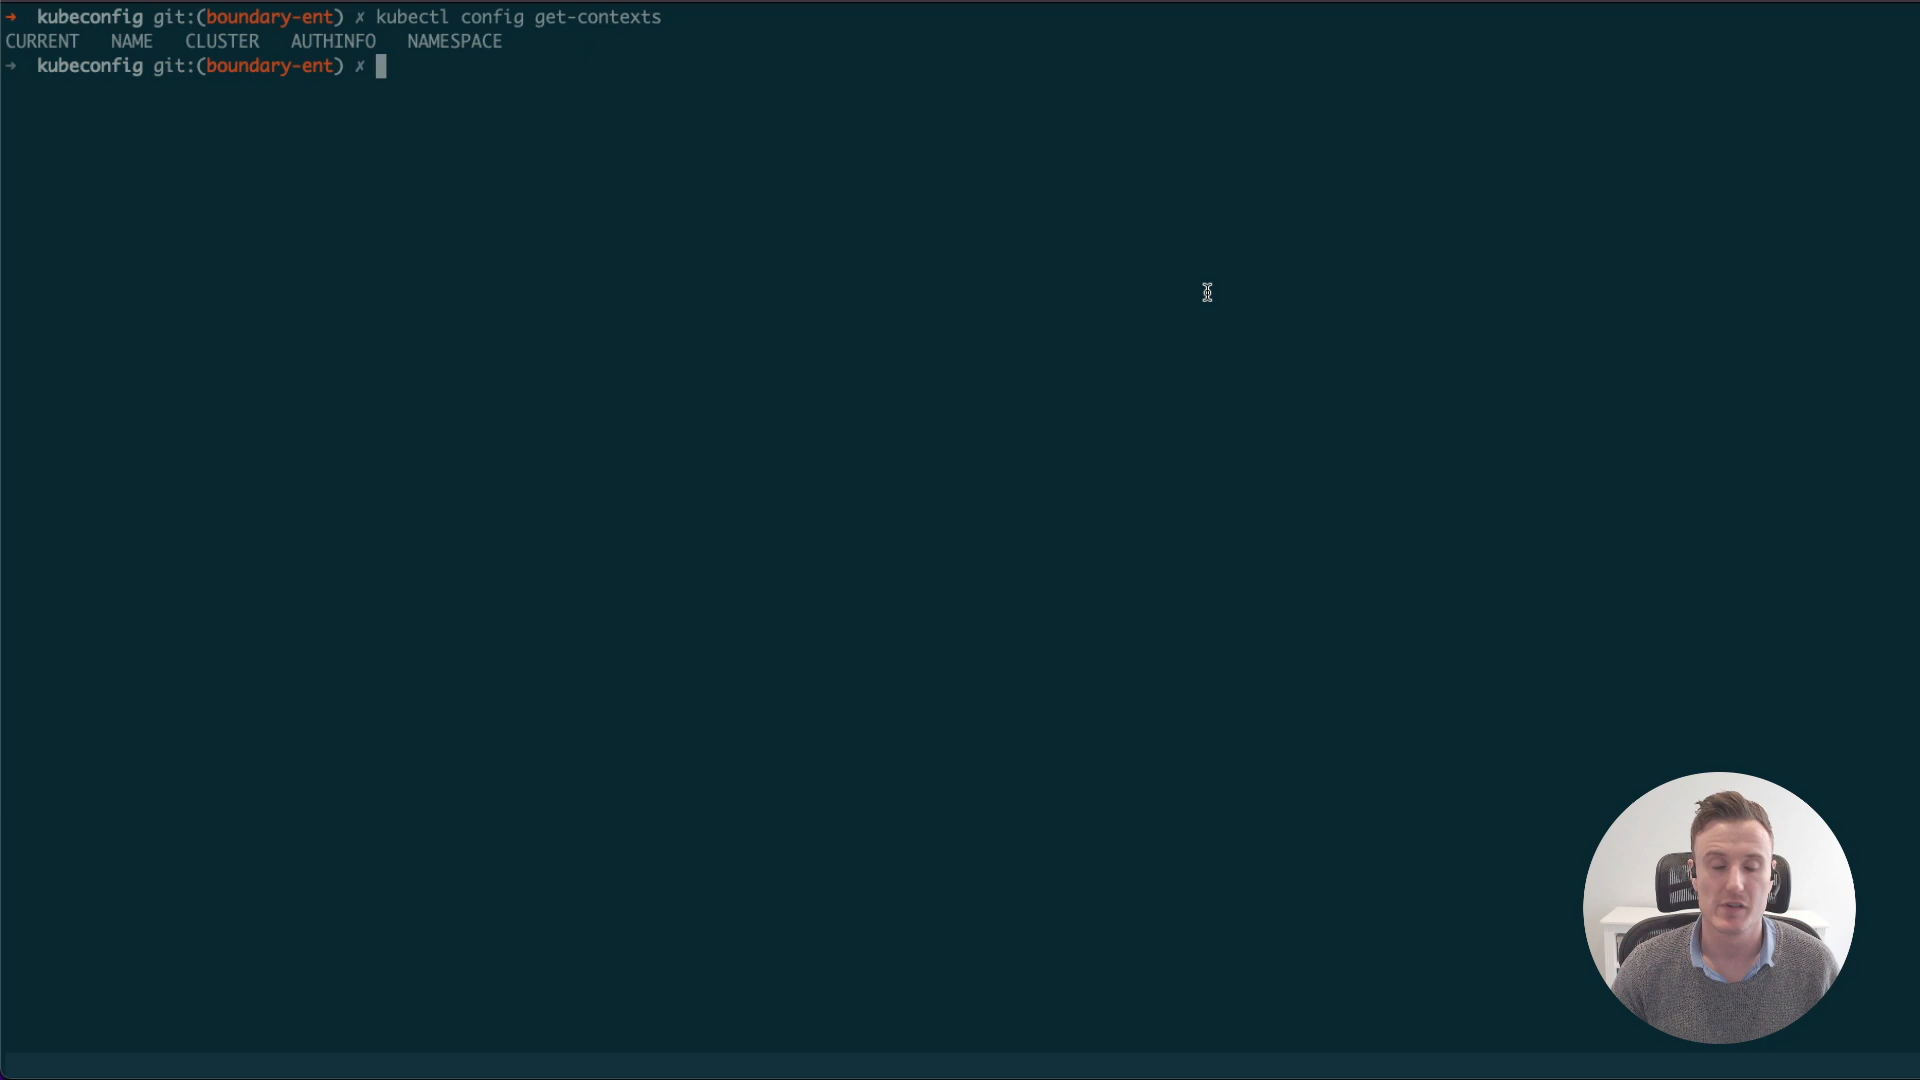 → kubeconfig git:(boundary-ent) ✗ kubectl config get-contexts
CURRENT NAME CLUSTER AUTHINFO NAMESPACE
→ kubeconfig git:(boundary-ent) ✗